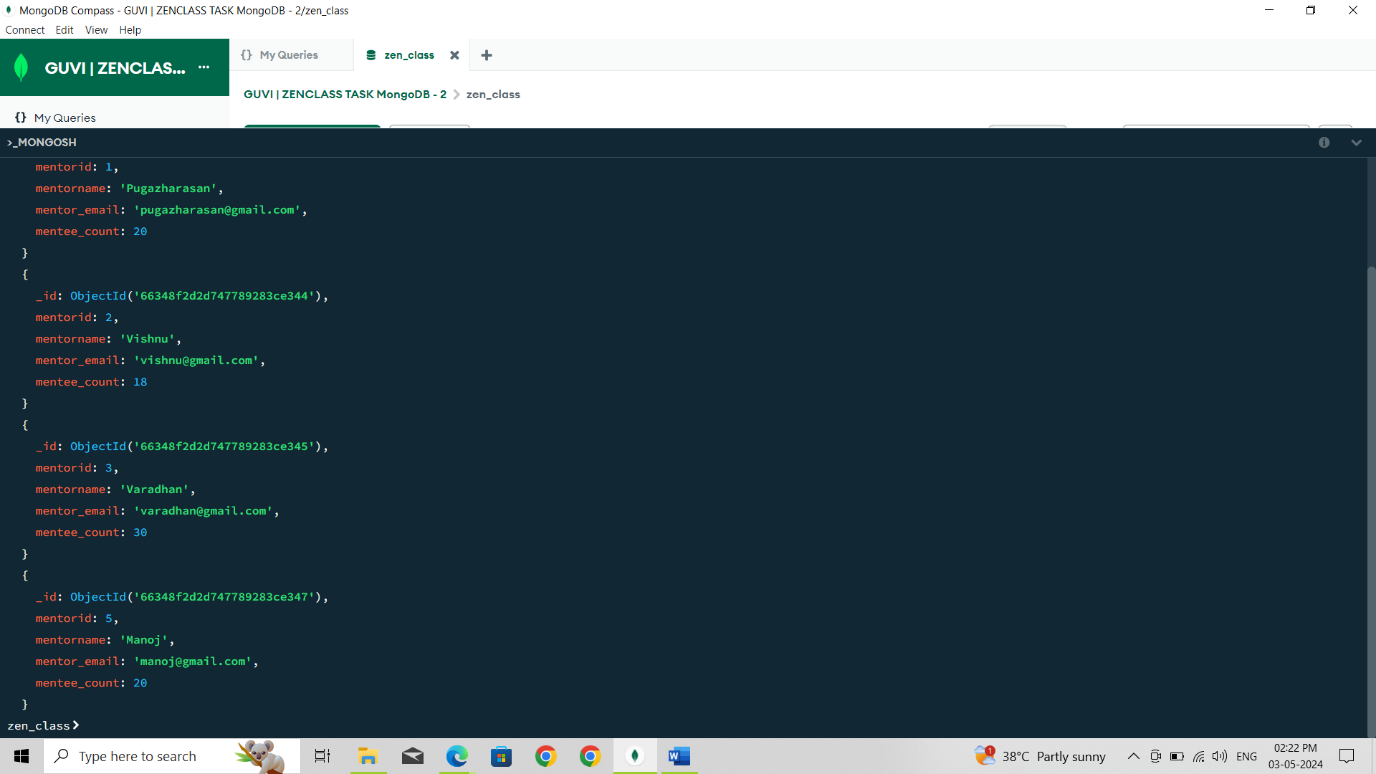 MongoDB Compass - GUVI | ZENCLASS TASK MongoDB - 2/zen_class
Connect Edit View Help
GUVI | ZENCLAS... ...
{} My Queries
zen_class
GUVI | ZENCLASS TASK MongoDB - 2 > zen_class
{} My Queries
>_MONGOSH
mentorid: 1,
mentorname: 'Pugazharasan',
mentor_email: 'pugazharasan@gmail.com',
mentee_count: 20
}
{
_id: ObjectId('66348f2d2d747789283ce344'),
mentorid: 2,
mentorname: 'Vishnu',
mentor_email: 'vishnu@gmail.com',
mentee_count: 18
}
{
_id: ObjectId('66348f2d2d747789283ce345'),
mentorid: 3,
mentorname: 'Varadhan',
mentor_email: 'varadhan@gmail.com',
mentee_count: 30
}
{
_id: ObjectId('66348f2d2d747789283ce347'),
mentorid: 5,
mentorname: 'Manoj',
mentor_email: 'manoj@gmail.com',
mentee_count: 20
}
zen_class>
Type here to search
1
38°C Partly sunny
ENG
02:22 PM
03-05-2024